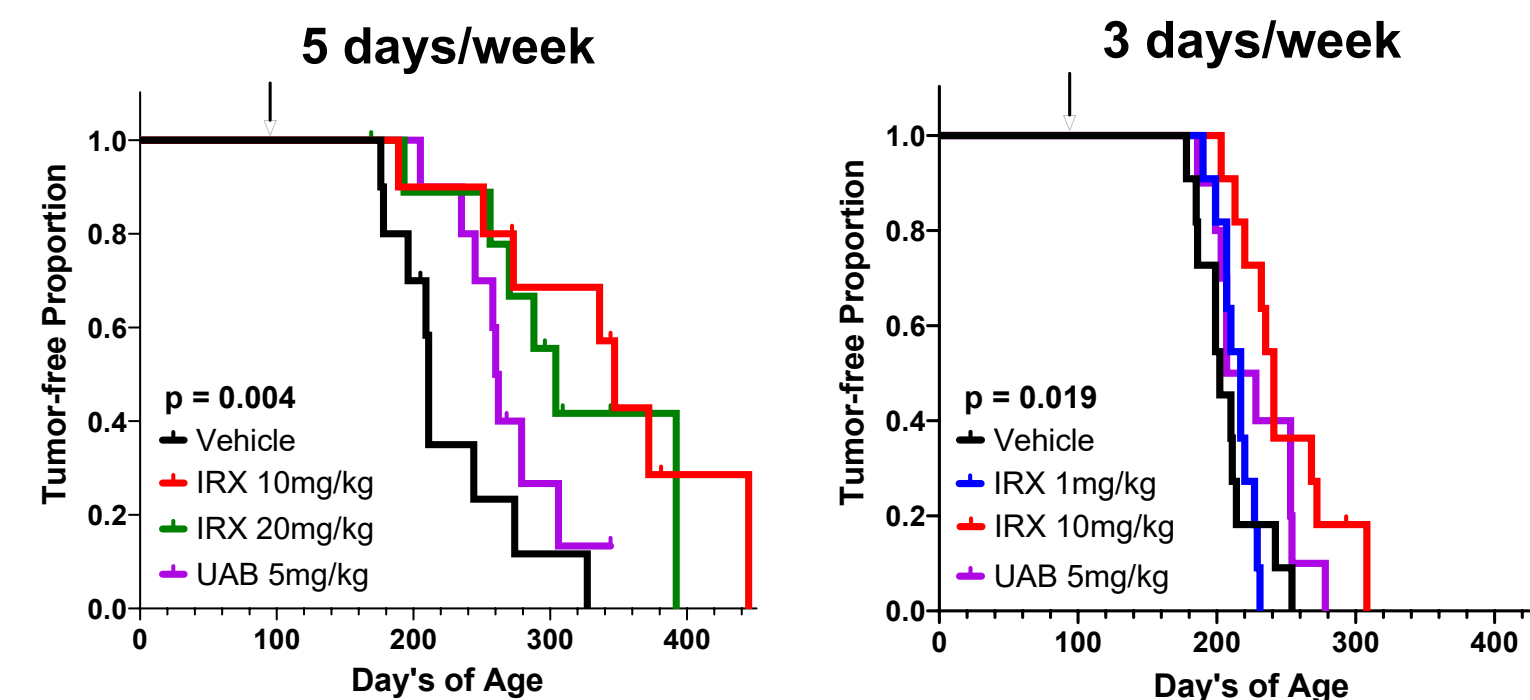 5 days/week
Tumor-free Proportion
1.0
0.8
0.6
0.4
0.2
0.0
p = 0.004
Vehicle
IRX 10mg/kg
IRX 20mg/kg
UAB 5mg/kg
0 100 200 300 400
Day's of Age
3 days/week
Tumor-free Proportion
1.0
0.8
0.6
0.4
0.2
0.0
p = 0.019
Vehicle
IRX 1mg/kg
IRX 10mg/kg
UAB 5mg/kg
0 100 200 300 400
Day's of Age